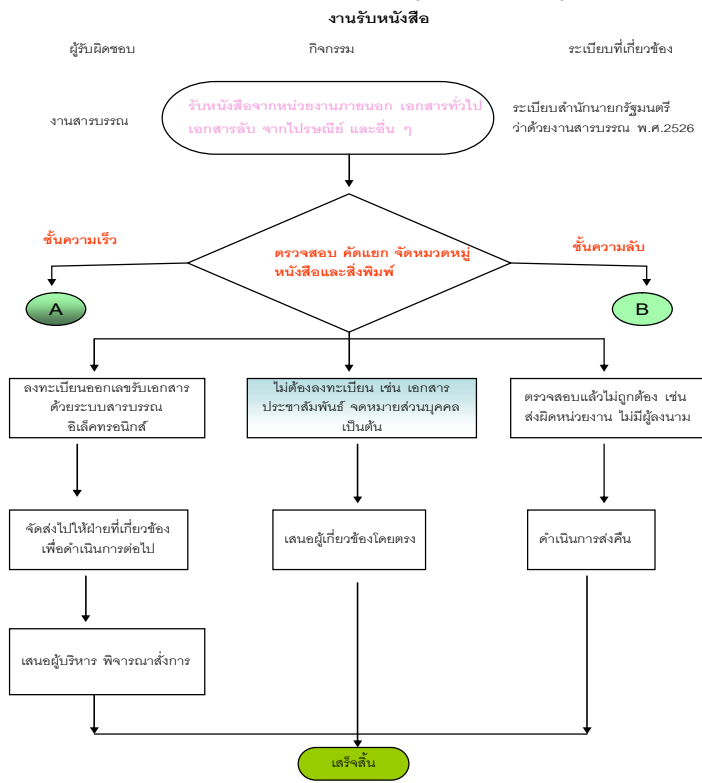 งานรับหนังสือ
ผู้รับผิดชอบ
กิจกรรม
ระเบียบที่เกี่ยวข้อง
งานสารบรรณ
รับหนังสือจากหน่วยงานภายนอก เอกสารทั่วไป
เอกสารลับ จากไปรษณีย์ และอื่น ๆ
ระเบียบสำนักนายกรัฐมนตรี
ว่าด้วยงานสารบรรณ พ.ศ.2526
ชั้นความเร็ว
ตรวจสอบ คัดแยก จัดหมวดหมู่
หนังสือและสิ่งพิมพ์
ชั้นความลับ
A
B
ลงทะเบียนออกเลขรับเอกสาร
ด้วยระบบสารบรรณ
อิเล็คทรอนิกส์
ไม่ต้องลงทะเบียน เช่น เอกสาร
ประชาสัมพันธ์ จดหมายส่วนบุคคล
เป็นต้น
ตรวจสอบแล้วไม่ถูกต้อง เช่น
ส่งผิดหน่วยงาน ไม่มีผู้ลงนาม
จัดส่งไปให้ฝ่ายที่เกี่ยวข้อง
เพื่อดำเนินการต่อไป
เสนอผู้เกี่ยวข้องโดยตรง
ดำเนินการส่งคืน
เสนอผู้บริหาร พิจารณาสั่งการ
เสร็จสิ้น